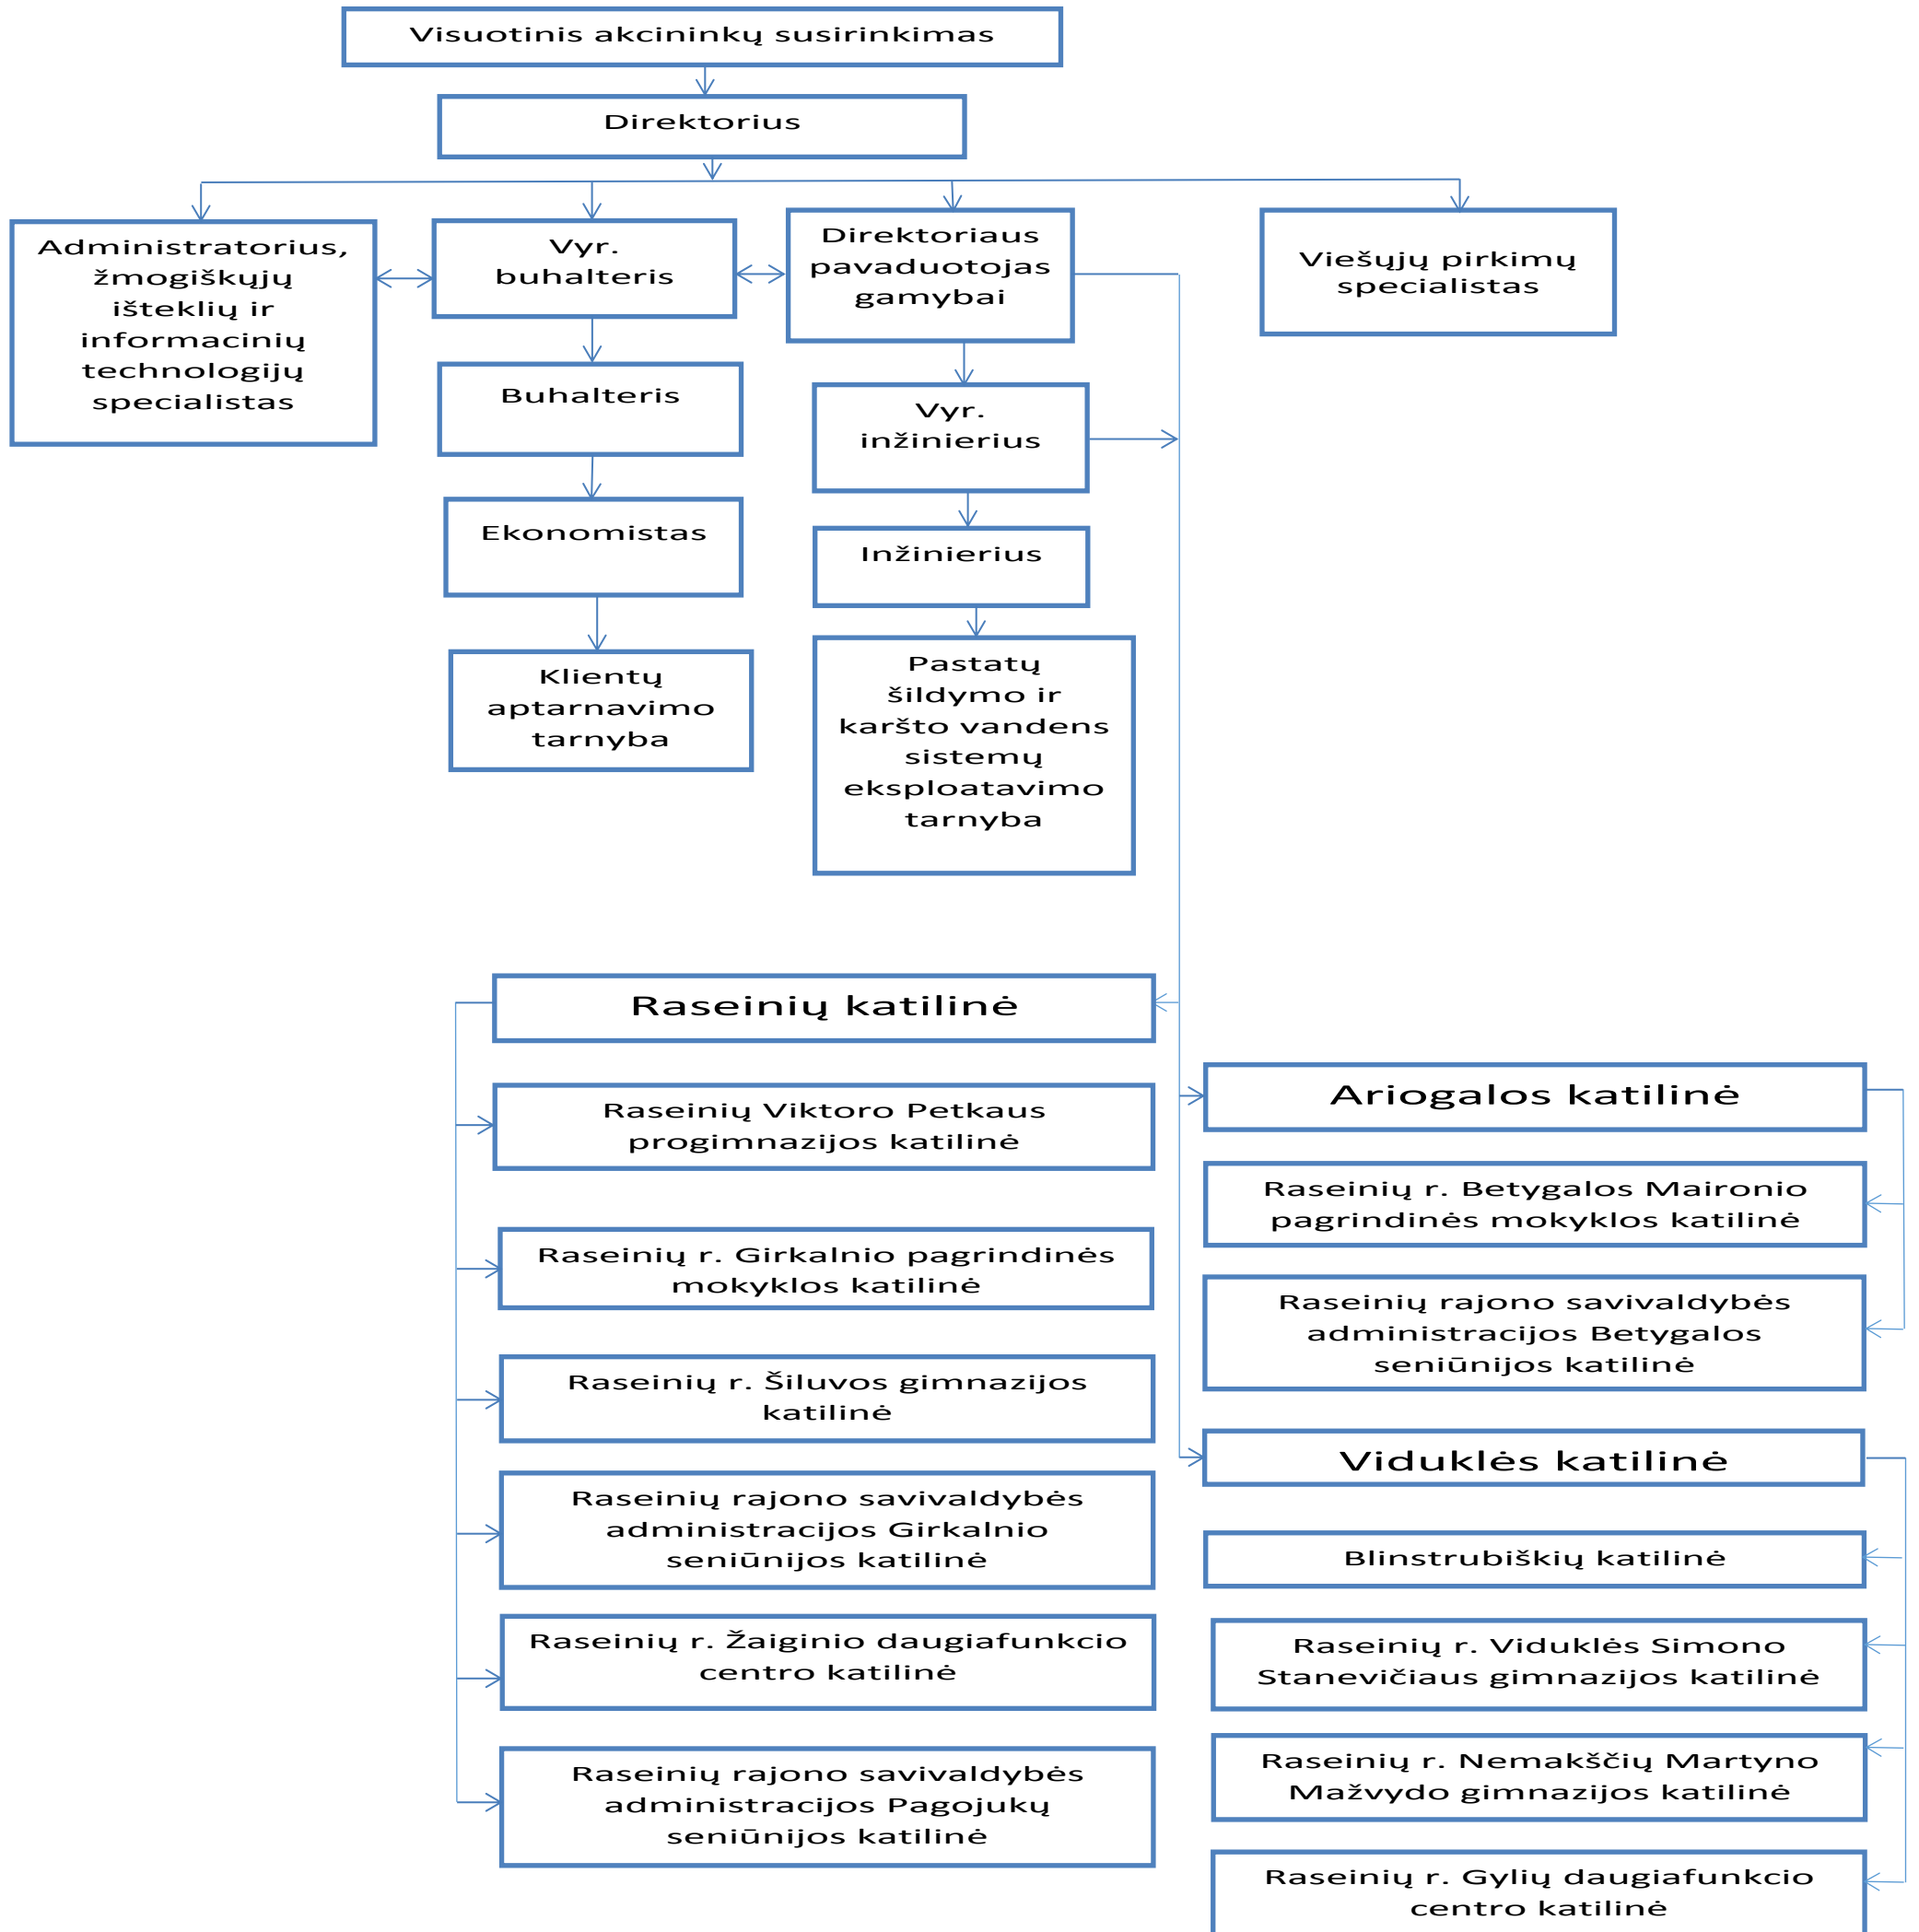 Visuotinis akcininkų susirinkimas
Direktorius
Administratorius,
žmogiškųjų
išteklių ir
informacinių
technologijų
specialistas
Vyr.
buhalteris
Direktoriaus
pavaduotojas
gamybai
Viešųjų pirkimų
specialistas
Buhalteris
Vyr.
inžinierius
Ekonomistas
Inžinierius
Klientų
aptarnavimo
tarnyba
Pastatų
šildymo ir
karšto vandens
sistemų
eksploatavimo
tarnyba
Raseinių katilinė
Raseinių Viktoro Petkaus
progimnazijos katilinė
Raseinių r. Girkalnio pagrindinės
mokyklos katilinė
Raseinių r. Šiluvos gimnazijos
katilinė
Raseinių rajono savivaldybės
administracijos Girkalnio
seniūnijos katilinė
Raseinių r. Žaiginio daugiafunkcio
centro katilinė
Raseinių rajono savivaldybės
administracijos Pagojukų
seniūnijos katilinė
Ariogalos katilinė
Raseinių r. Betygalos Maironio
pagrindinės mokyklos katilinė
Raseinių rajono savivaldybės
administracijos Betygalos
seniūnijos katilinė
Viduklės katilinė
Blinstrubiškių katilinė
Raseinių r. Viduklės Simono
Stanevičiaus gimnazijos katilinė
Raseinių r. Nemakščių Martyno
Mažvydo gimnazijos katilinė
Raseinių r. Gylių daugiafunkcio
centro katilinė